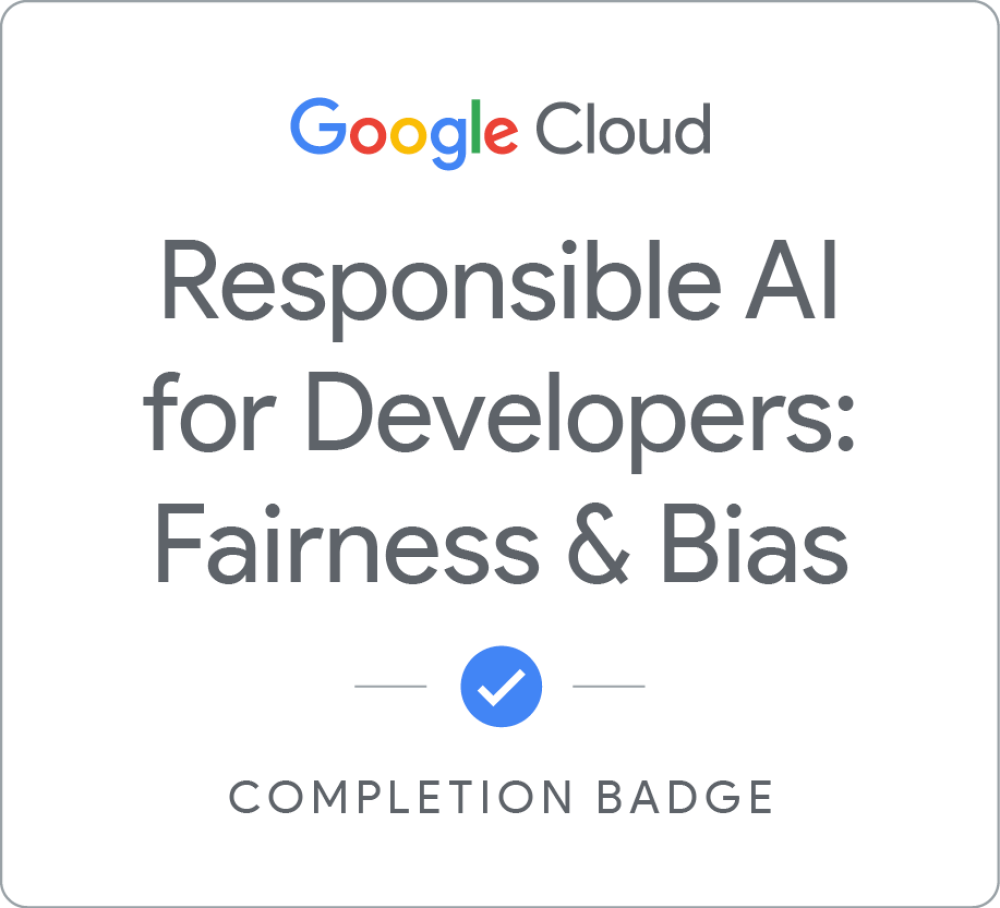 Google Cloud
Responsible AI
for Developers:
Fairness & Bias
COMPLETION BADGE